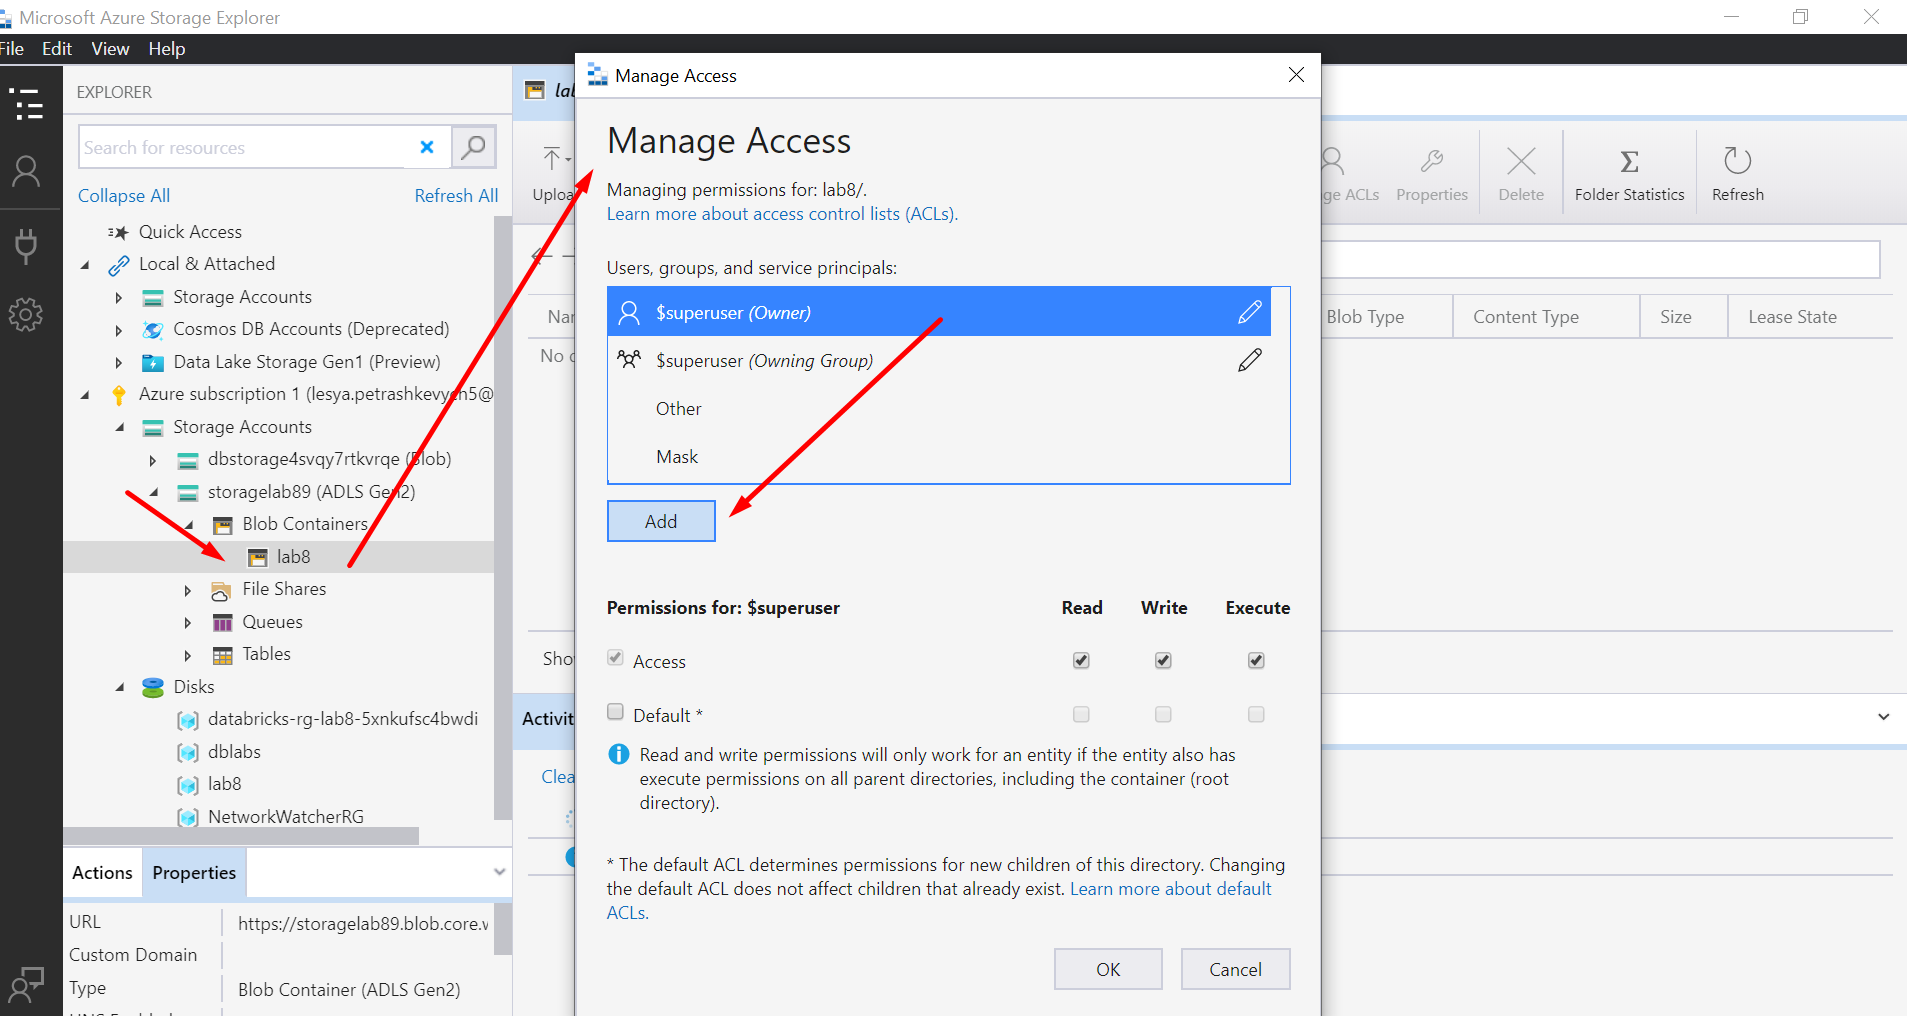 Microsoft Azure Storage Explorer
File Edit View Help
EXPLORER
Search for resources
Collapse All Refresh All
Quick Access
Local & Attached
Storage Accounts
Cosmos DB Accounts (Deprecated)
Data Lake Storage Gen1 (Preview)
Azure subscription 1 (lesya.petrashkevych5@
Storage Accounts
dbstorage4svqy7rtkvrqe (Blob)
storagelab89 (ADLS Gen2)
Blob Containers
lab8
File Shares
Queues
Tables
Disks
databricks-rg-lab8-5xnkufsc4bwdi
dblabs
lab8
NetworkWatcherRG
Actions Properties
URL https://storagelab89.blob.core.w
Custom Domain
Type Blob Container (ADLS Gen2)
Manage Access
Manage Access
Managing permissions for: lab8/.
Learn more about access control lists (ACLs).
Users, groups, and service principals:
$superuser (Owner)
$superuser (Owning Group)
Other
Mask
Add
Permissions for: $superuser Read Write Execute
Access
Default *
Read and write permissions will only work for an entity if the entity also has
execute permissions on all parent directories, including the container (root
directory).
* The default ACL determines permissions for new children of this directory. Changing
the default ACL does not affect children that already exist. Learn more about default
ACLs.
OK Cancel
lab
Uploa
ge ACLs Properties Delete Folder Statistics Refresh
Nam
Blob Type Content Type Size Lease State
No
Show
Activit
Clea